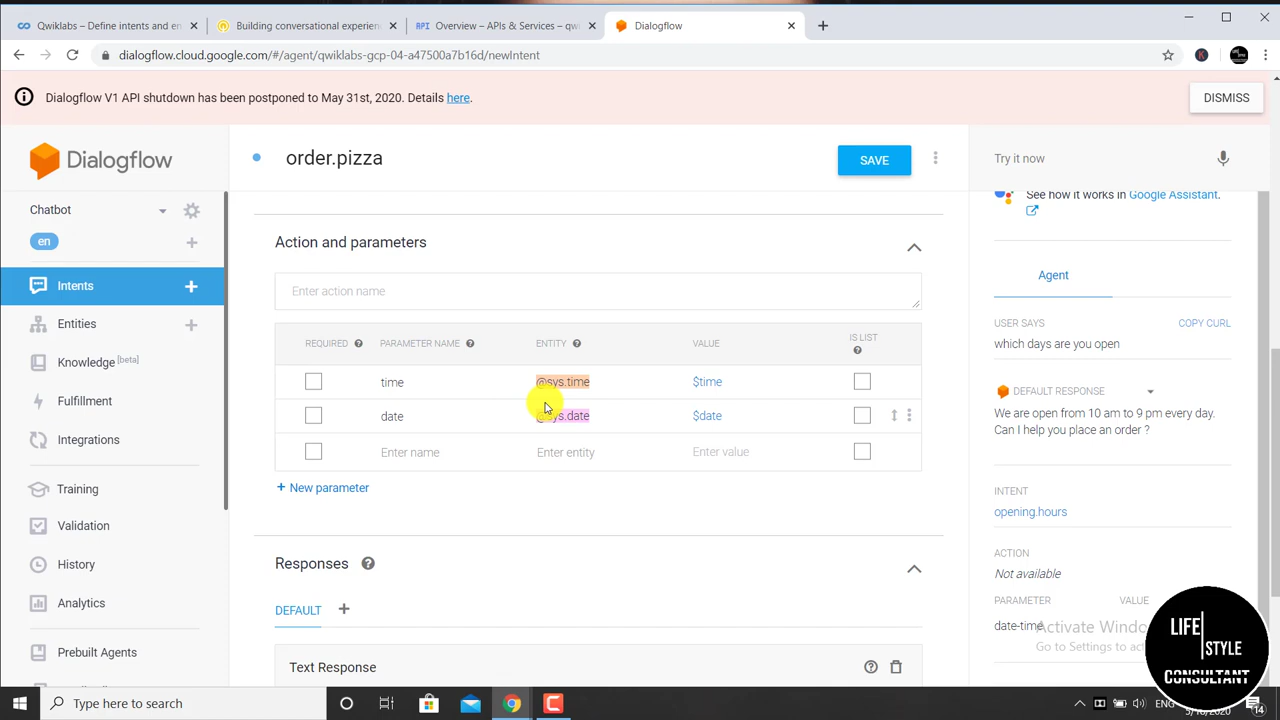 Qwiklabs – Define intents and en
Building conversational experien
API
Overview – APIs & Services – qw
Dialogflow
dialogflow.cloud.google.com/#/agent/qwiklabs-gcp-04-a47500a7b16d/newIntent
K
Dialogflow V1 API shutdown has been postponed to May 31st, 2020. Details here.
DISMISS
Dialogflow
order.pizza
SAVE
Try it now
See how it works in Google Assistant.
Chatbot
en
Intents
Entities
Knowledge [beta]
Fulfillment
Integrations
Training
Validation
History
Analytics
Prebuilt Agents
Action and parameters
Enter action name
REQUIRED
PARAMETER NAME
ENTITY
VALUE
IS LIST
time
@sys.time
$time
date
@sys.date
$date
Enter name
Enter entity
Enter value
+ New parameter
Responses
DEFAULT
Text Response
Agent
USER SAYS
COPY CURL
which days are you open
DEFAULT RESPONSE
We are open from 10 am to 9 pm every day.
Can I help you place an order ?
INTENT
opening.hours
ACTION
Not available
PARAMETER
VALUE
date-time
Activate Windo
Go to Settings to act
LIFE
STYLE
CONSULTANT
Type here to search
ENG
14